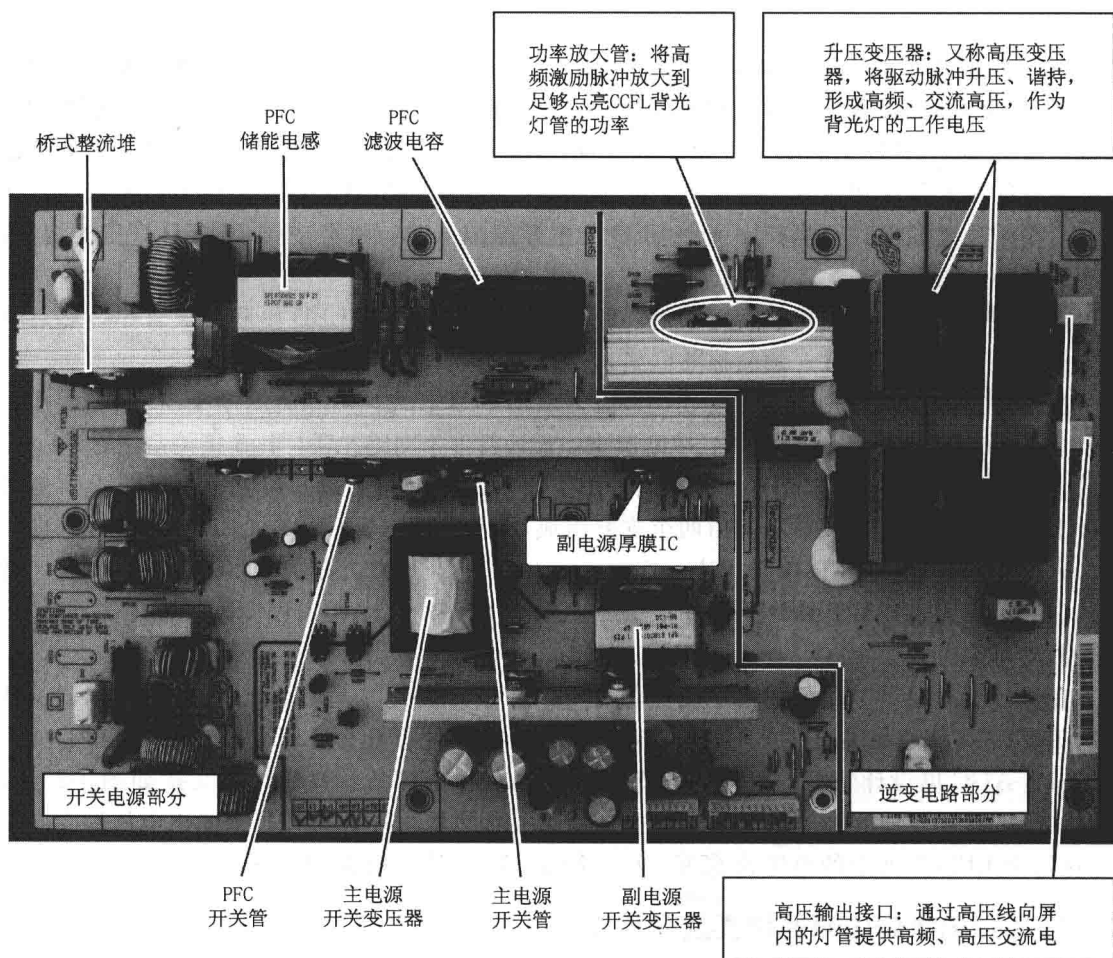 功率放大管：将高
频激励脉冲放大到
足够点亮CCFL背光
灯管的功率
升压变压器：又称高压变压
器，将驱动脉冲升压、谐持，
形成高频、交流高压，作为
背光灯的工作电压
桥式整流堆
PFC
储能电感
PFC
滤波电容
RoHS
副电源厚膜IC
开关电源部分
逆变电路部分
PFC
开关管
主电源
开关变压器
主电源
开关管
副电源
开关变压器
高压输出接口：通过高压线向屏
内的灯管提供高频、高压交流电